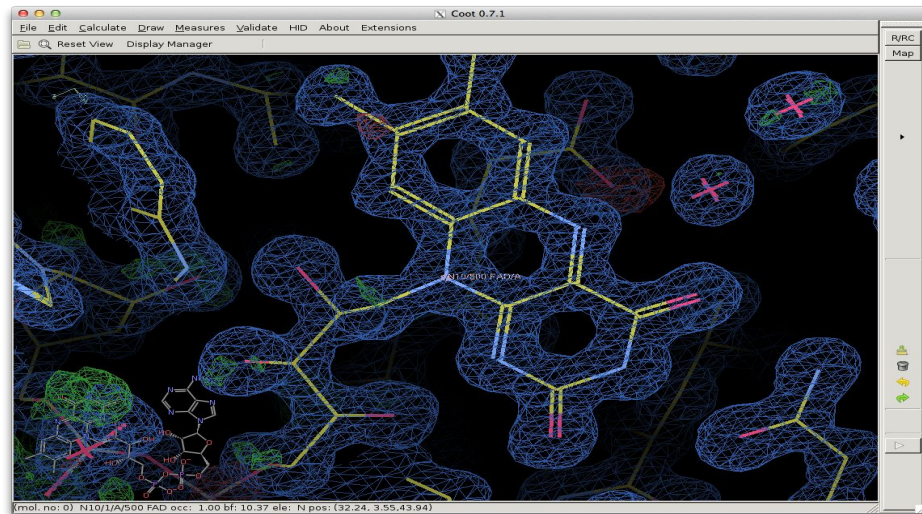 Coot 0.7.1
File Edit Calculate Draw Measures Validate HID About Extensions
R/RC
Reset View Display Manager
Map
N10/500 FAD/A
(mol. no: 0) N10/1/A/500 FAD occ: 1.00 bf: 10.37 ele: N pos: (32.24, 3.55,43.94)